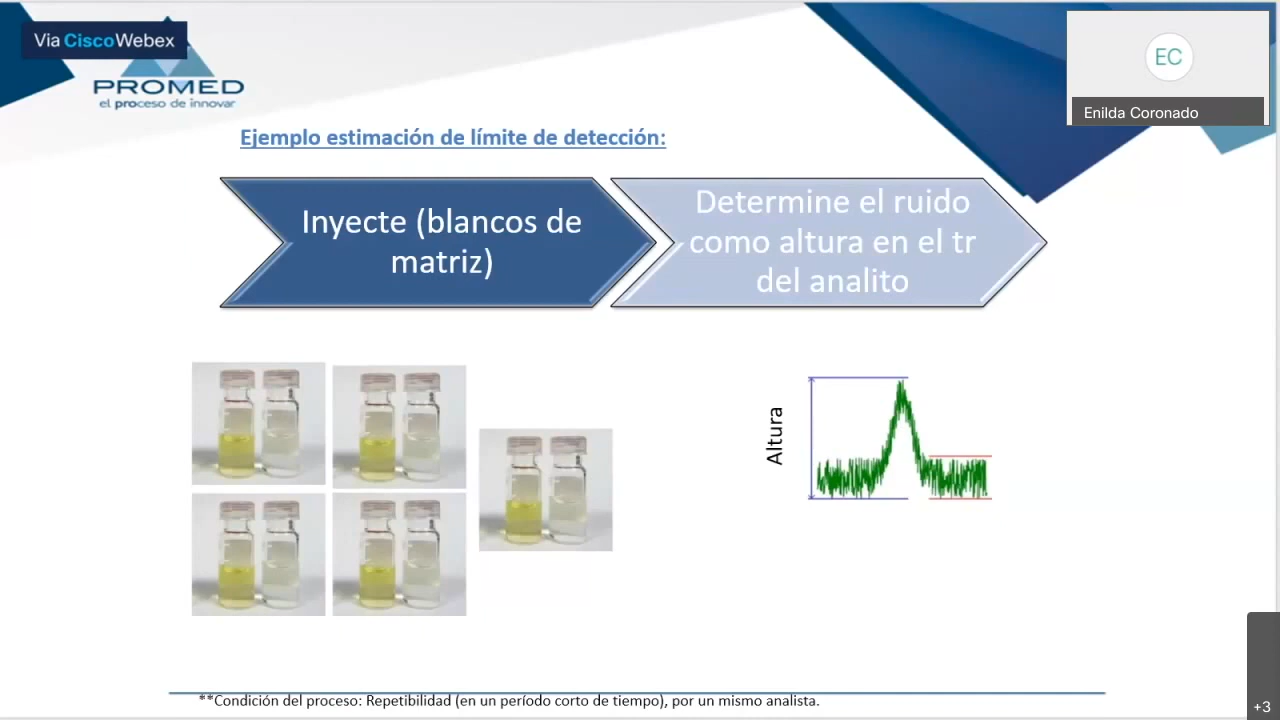 Via Cisco Webex
PROMED
el proceso de innovar
EC
Enilda Coronado
Ejemplo estimación de límite de detección:
Inyecte (blancos de
matriz)
Determine el ruido
como altura en el tr
del analito
Altura
**Condición del proceso: Repetibilidad (en un período corto de tiempo), por un mismo analista.
+3